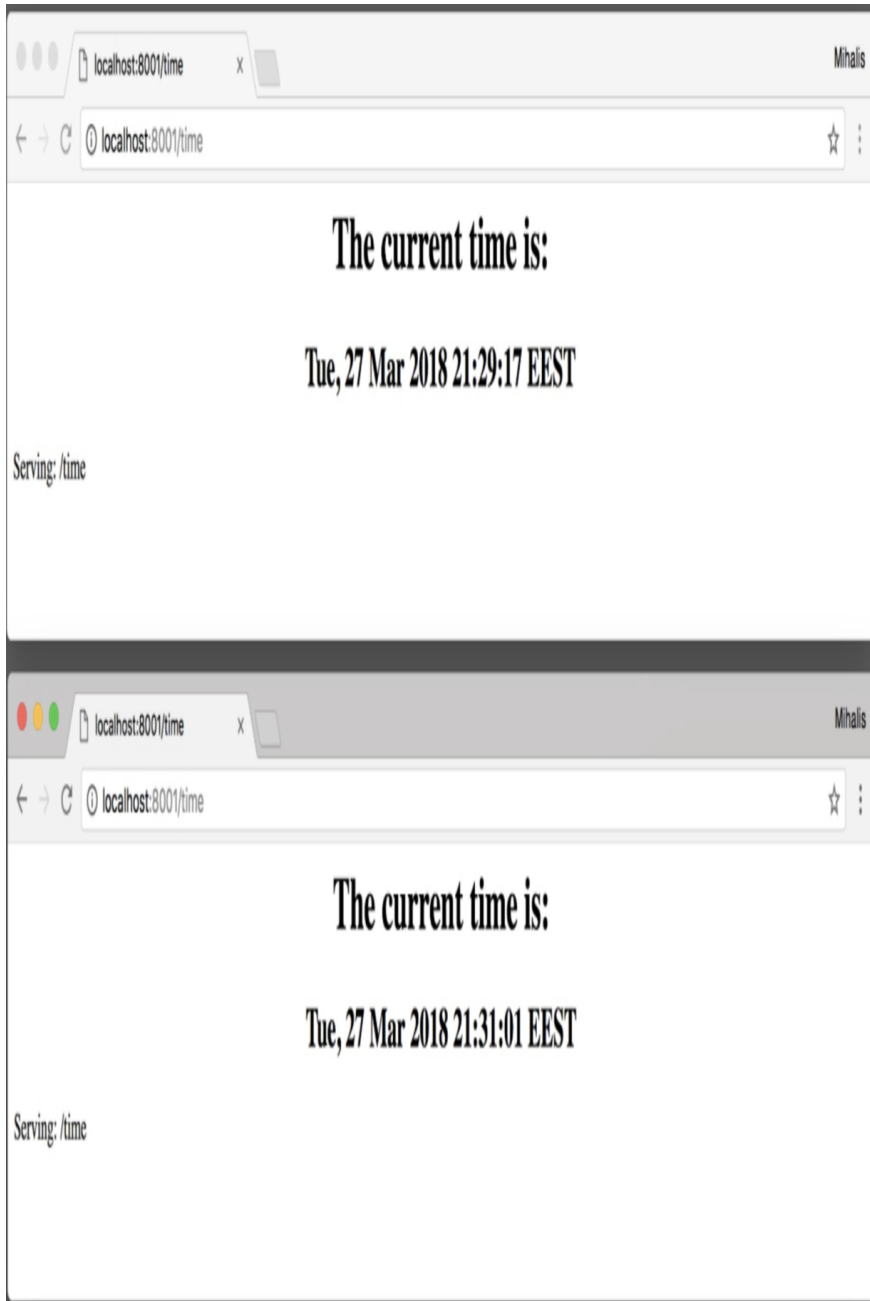 localhost:8001/time
Mihalis
localhost:8001/time
The current time is:
Tue, 27 Mar 2018 21:29:17 EEST
Serving: /time
localhost:8001/time
Mihalis
localhost:8001/time
The current time is:
Tue, 27 Mar 2018 21:31:01 EEST
Serving: /time